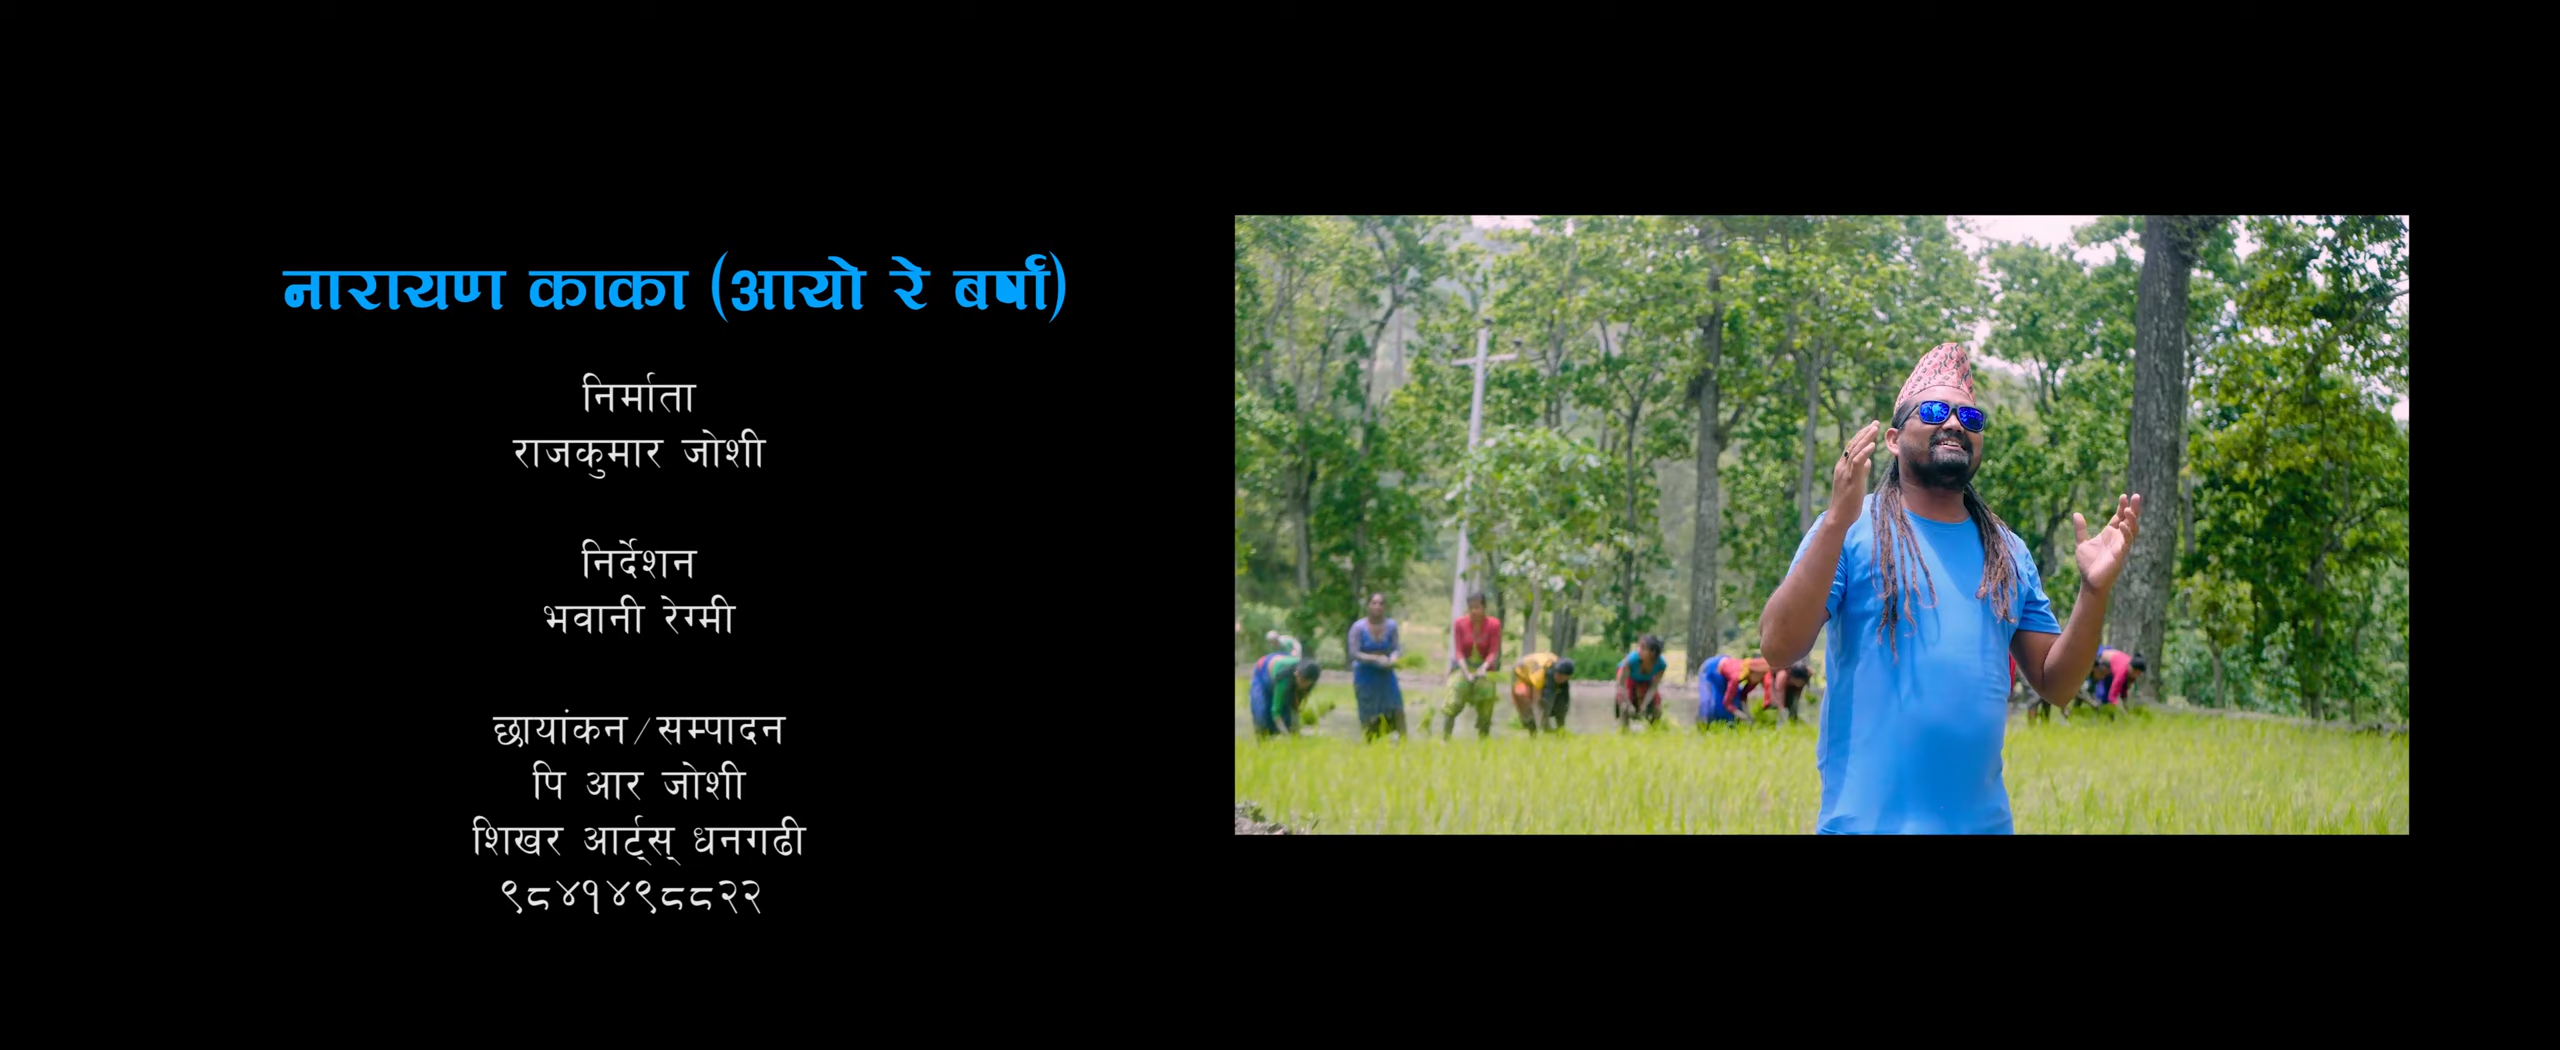 नारायण काका (आयो रे बर्षा)
निर्माता
राजकुमार जोशी
निर्देशन
भवानी रेग्मी
छायांकन/सम्पादन
पि आर जोशी
शिखर आर्ट्स् धनगढी
९८४१४९८८२२